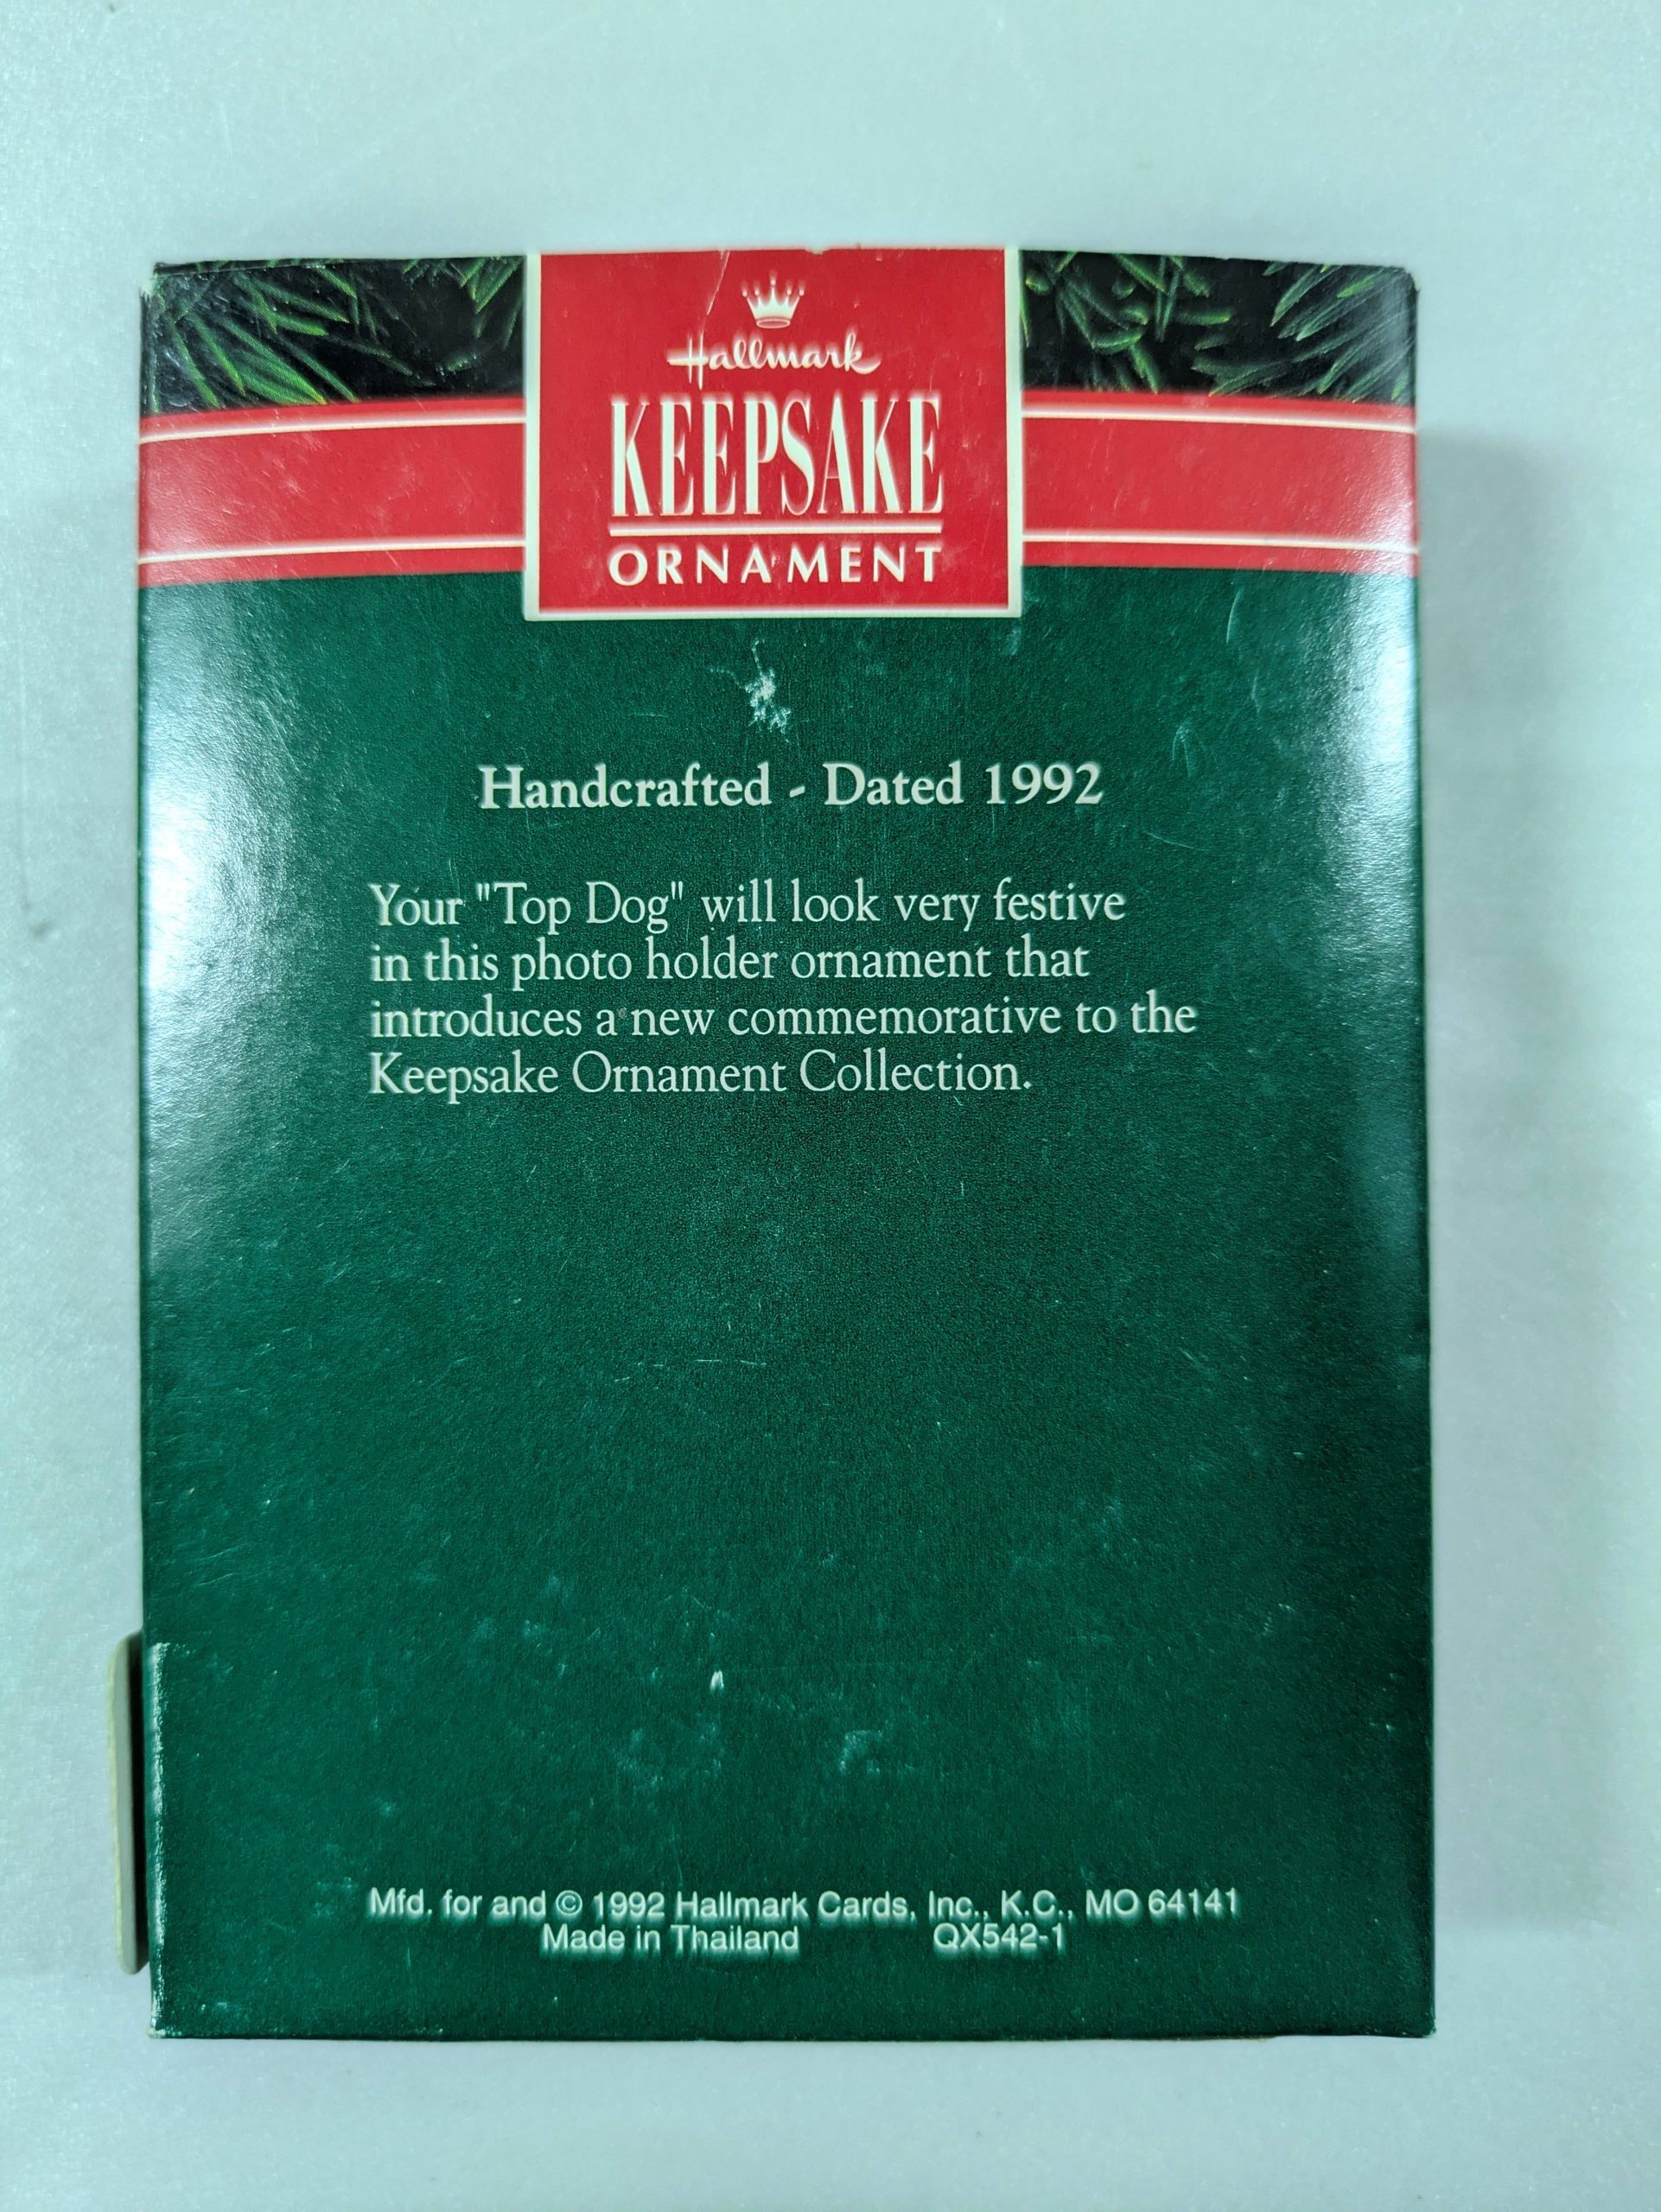 Hallmark
KEEPSAKE
ORNAMENT
Handcrafted - Dated 1992
Your "Top Dog" will look very festive
in this photo holder ornament that
introduces a new commemorative to the
Keepsake Ornament Collection.
Mfd. for and © 1992 Hallmark Cards, Inc., K.C., MO 64141
Made in Thailand QX542-1